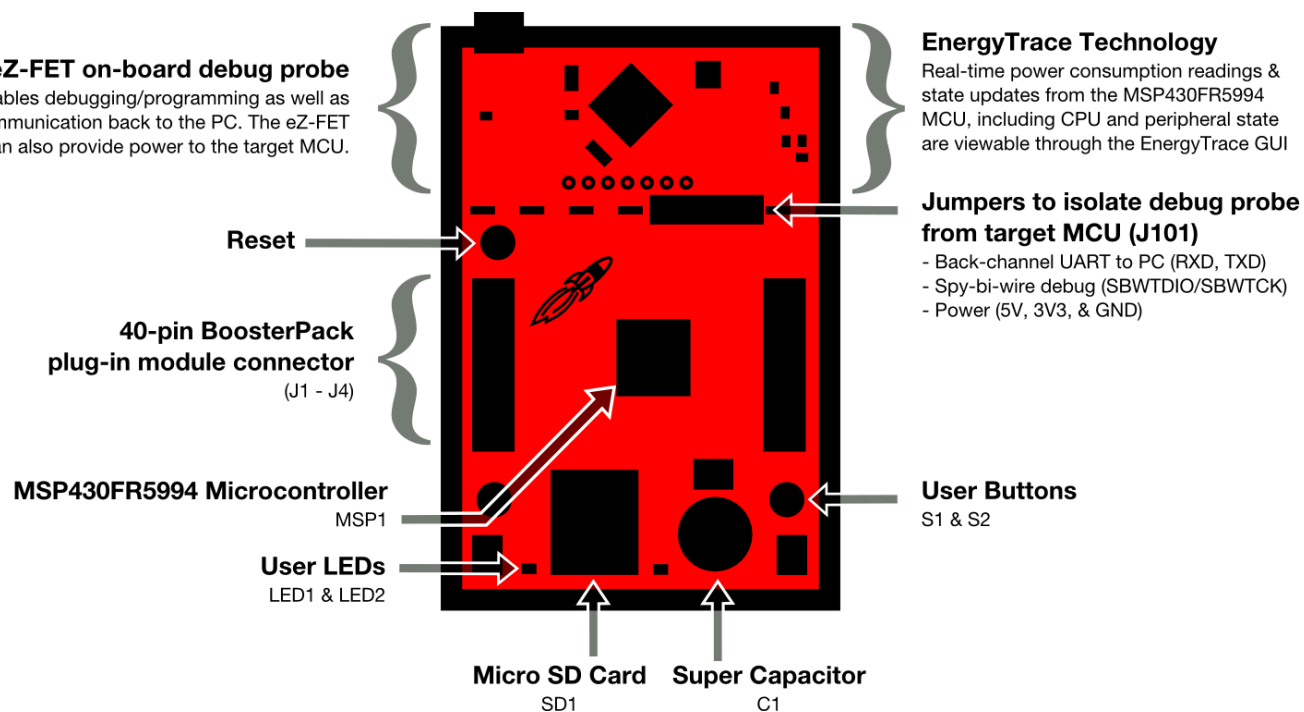 eZ-FET on-board debug probe
ables debugging/programming as well as
mmunication back to the PC. The eZ-FET
an also provide power to the target MCU.
EnergyTrace Technology
Real-time power consumption readings &
state updates from the MSP430FR5994
MCU, including CPU and peripheral state
are viewable through the EnergyTrace GUI
Jumpers to isolate debug probe
from target MCU (J101)
- Back-channel UART to PC (RXD, TXD)
- Spy-bi-wire debug (SBWTDIO/SBWTCK)
- Power (5V, 3V3, & GND)
Reset
40-pin BoosterPack
plug-in module connector
(J1 - J4)
MSP430FR5994 Microcontroller
MSP1
User Buttons
S1 & S2
User LEDs
LED1 & LED2
Micro SD Card
SD1
Super Capacitor
C1